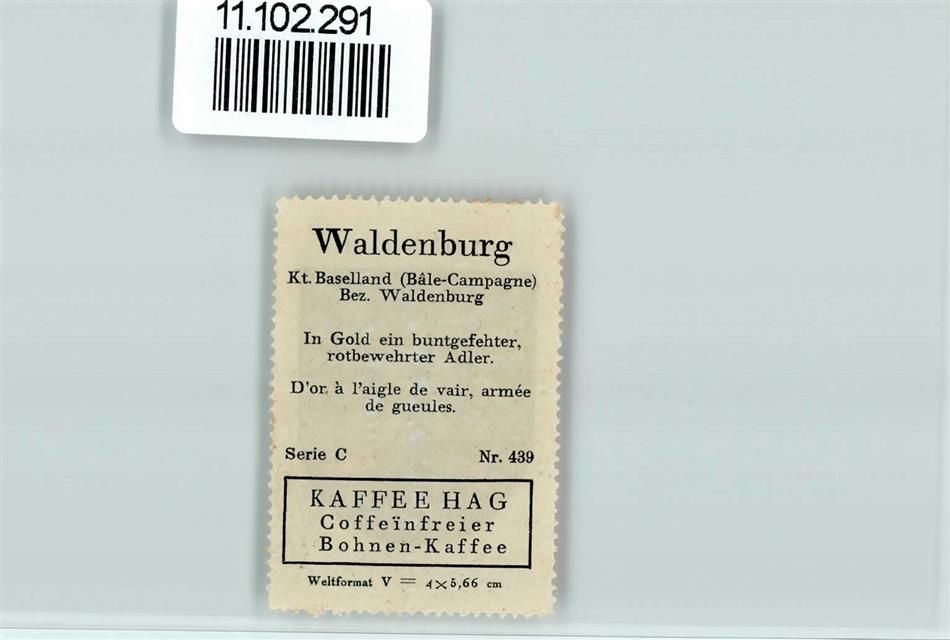 11.102.291
Waldenburg
Kt. Baselland (Bâle-Campagne)
Bez. Waldenburg
In Gold ein buntgefehter,
rotbewehrter Adler.
D'or à l'aigle de vair, armée
de gueules.
Serie C Nr. 439
KAFFEE HAG
Coffeïnfreier
Bohnen-Kaffee
Weltformat V = 4×5,66 cm